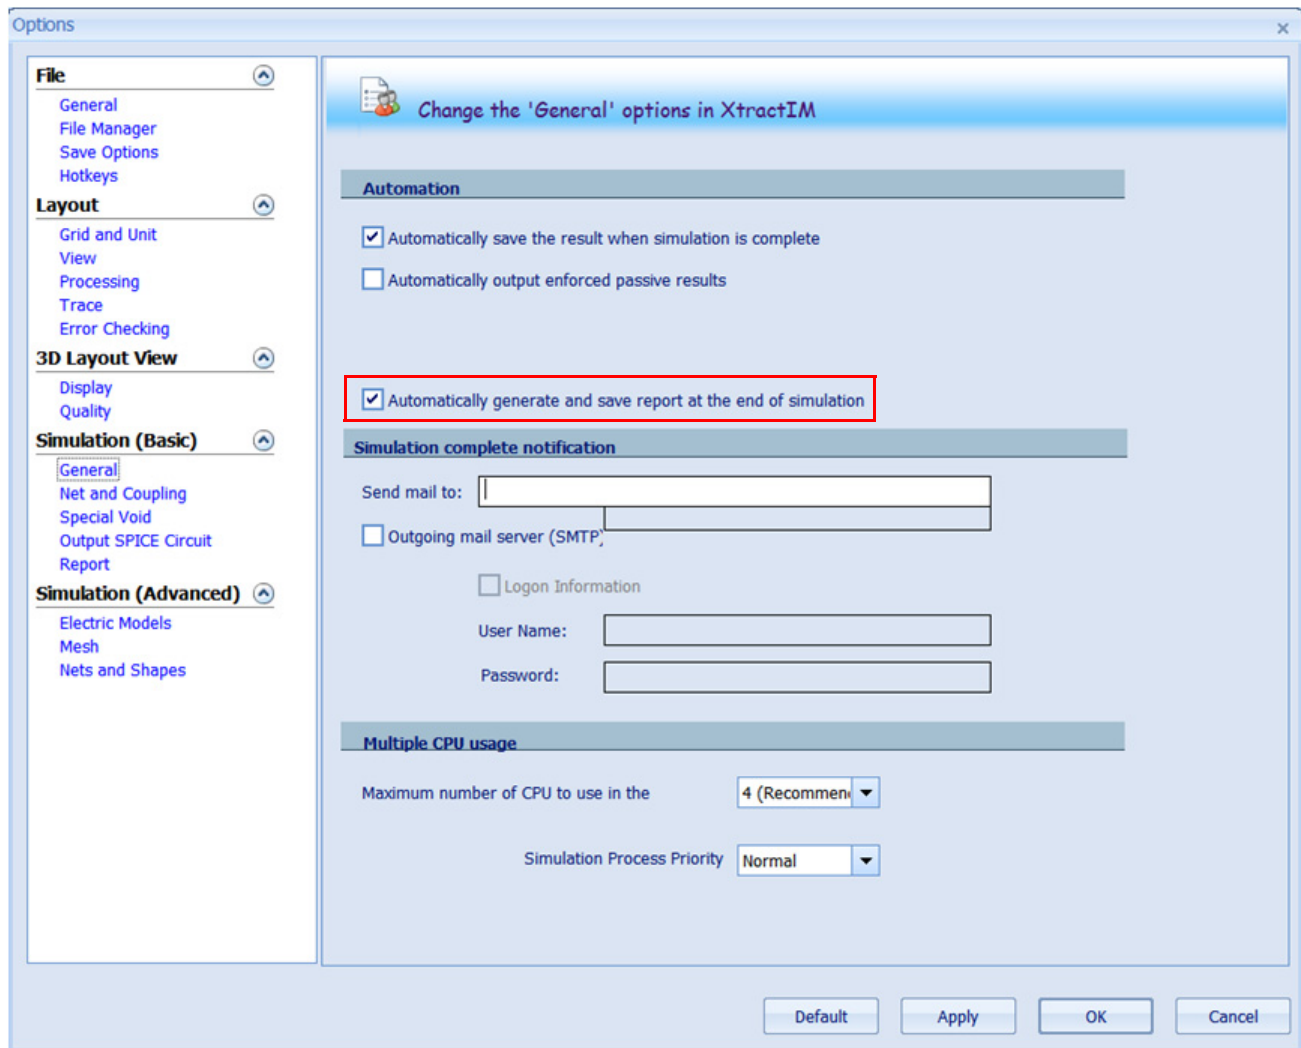 Options
File
General
File Manager
Save Options
Hotkeys
Layout
Grid and Unit
View
Processing
Trace
Error Checking
3D Layout View
Display
Quality
Simulation (Basic)
General
Net and Coupling
Special Void
Output SPICE Circuit
Report
Simulation (Advanced)
Electric Models
Mesh
Nets and Shapes
Change the 'General' options in XtractIM
Automation
Automatically save the result when simulation is complete
Automatically output enforced passive results
Automatically generate and save report at the end of simulation
Simulation complete notification
Send mail to:
Outgoing mail server (SMTP)
Logon Information
User Name:
Password:
Multiple CPU usage
Maximum number of CPU to use in the 4 (Recommen
Simulation Process Priority Normal
Default Apply OK Cancel